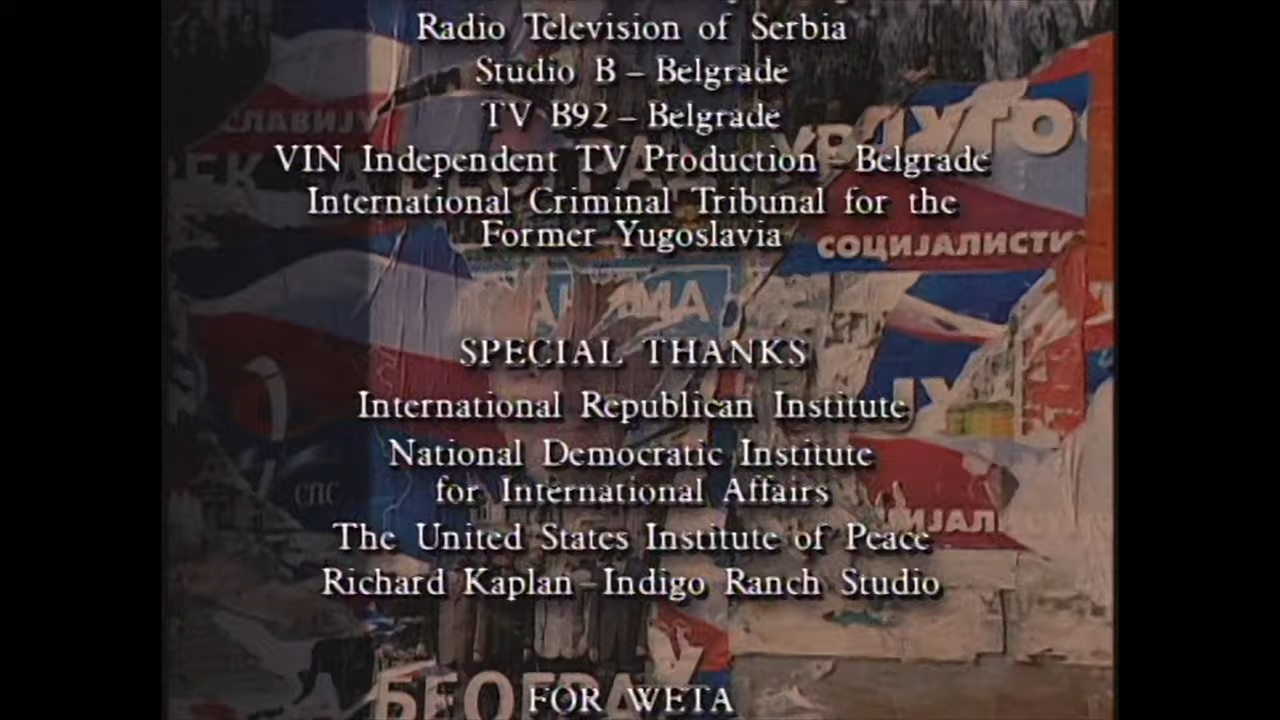 Radio Television of Serbia
Studio B – Belgrade
TV B92 – Belgrade
VIN Independent TV Production – Belgrade
International Criminal Tribunal for the
Former Yugoslavia
СОЦИЈАЛИСТИ
SPECIAL THANKS
International Republican Institute
National Democratic Institute
for International Affairs
СПС
The United States Institute of Peace
Richard Kaplan – Indigo Ranch Studio
БЕОГРАД
FOR WETA